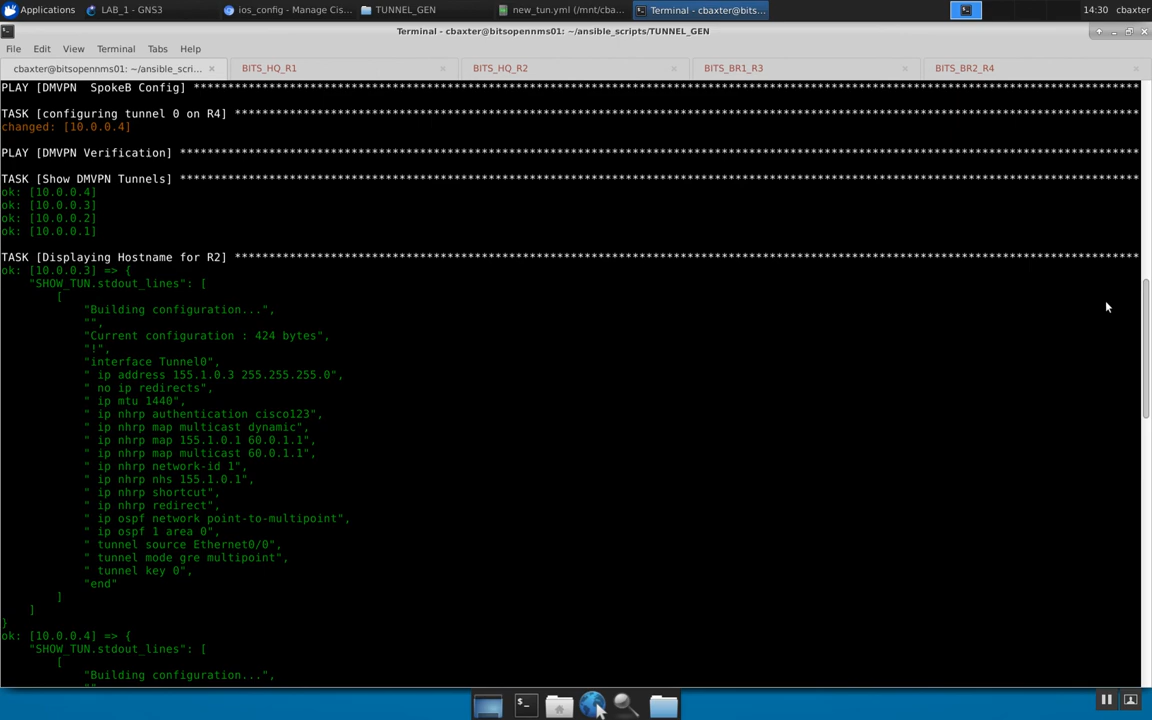 Applications
LAB_1 - GNS3
ios_config - Manage Cis...
TUNNEL_GEN
new_tun.yml (/mnt/cba...
Terminal - cbaxter@bits...
14:30
cbaxter
Terminal - cbaxter@bitsopennms01: ~/ansible_scripts/TUNNEL_GEN
File Edit View Terminal Tabs Help
cbaxter@bitsopennms01: ~/ansible_scri...
BITS_HQ_R1
BITS_HQ_R2
BITS_BR1_R3
BITS_BR2_R4
PLAY [DMVPN  SpokeB Config] ***********************************************************************************************************************************
TASK [configuring tunnel 0 on R4] ***********************************************************************************************************************************
changed: [10.0.0.4]
PLAY [DMVPN Verification] ***********************************************************************************************************************************
TASK [Show DMVPN Tunnels] ***********************************************************************************************************************************
ok: [10.0.0.4]
ok: [10.0.0.3]
ok: [10.0.0.2]
ok: [10.0.0.1]
TASK [Displaying Hostname for R2] ***********************************************************************************************************************************
ok: [10.0.0.3] => {
    "SHOW_TUN.stdout_lines": [
        [
            "Building configuration...",
            "",
            "Current configuration : 424 bytes",
            "!",
            "interface Tunnel0",
            " ip address 155.1.0.3 255.255.255.0",
            " no ip redirects",
            " ip mtu 1440",
            " ip nhrp authentication cisco123",
            " ip nhrp map multicast dynamic",
            " ip nhrp map 155.1.0.1 60.0.1.1",
            " ip nhrp map multicast 60.0.1.1",
            " ip nhrp network-id 1",
            " ip nhrp nhs 155.1.0.1",
            " ip nhrp shortcut",
            " ip nhrp redirect",
            " ip ospf network point-to-multipoint",
            " ip ospf 1 area 0",
            " tunnel source Ethernet0/0",
            " tunnel mode gre multipoint",
            " tunnel key 0",
            "end"
        ]
    ]
}
ok: [10.0.0.4] => {
    "SHOW_TUN.stdout_lines": [
        [
            "Building configuration...",
            ""